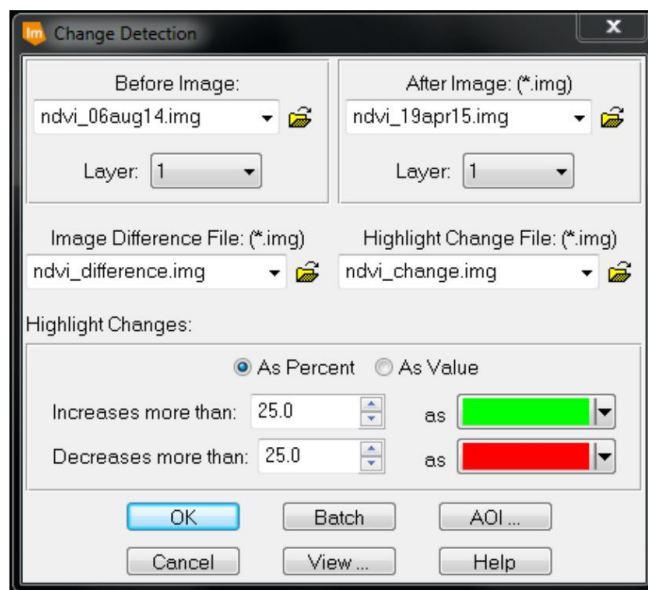 Im Change Detection x
Before Image: After Image: (*.img)
ndvi_06aug14.img ndvi_19apr15.img
Layer: 1 Layer: 1
Image Difference File: (*.img) Highlight Change File: (*.img)
ndvi_difference.img ndvi_change.img
Highlight Changes:
As Percent As Value
Increases more than: 25.0 as
Decreases more than: 25.0 as
OK Batch AOI ...
Cancel View ... Help